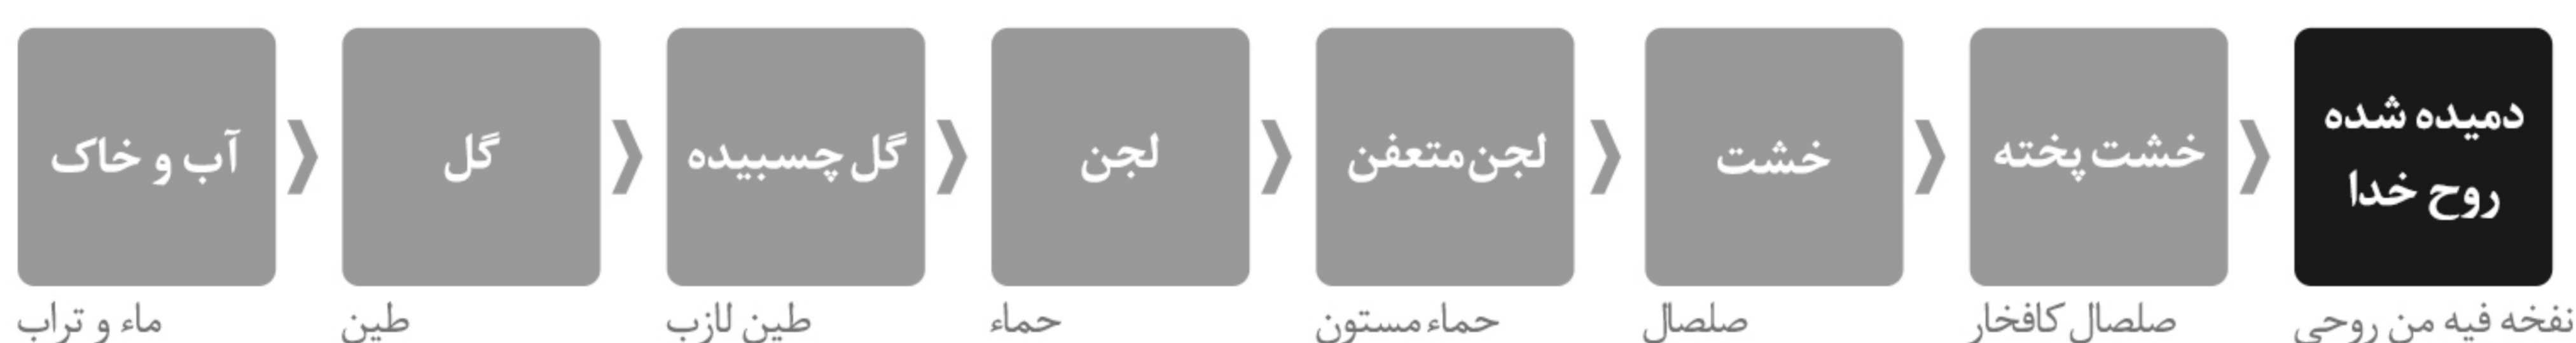 آب و خاک
گل
گل چسبیده
لجن
لجن متعفن
خشت
خشت پخته
دمیده شده
روح خدا
ماء و تراب
طین
طین لازب
حماء
حماء مستون
صلصال
صلصال کافخار
نفخه فیه من روحی